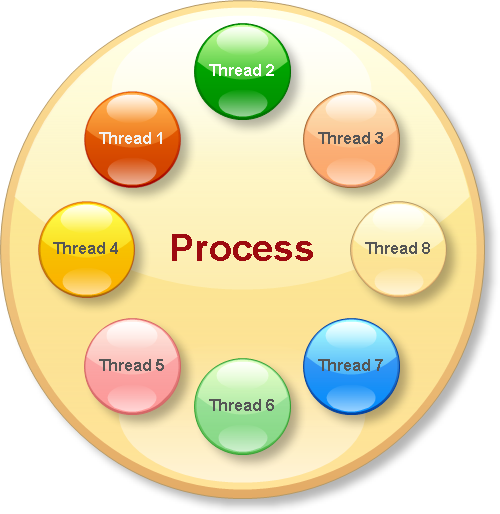 Thread 2
Thread 1
Thread 3
Thread 4
Process
Thread 8
Thread 5
Thread 7
Thread 6